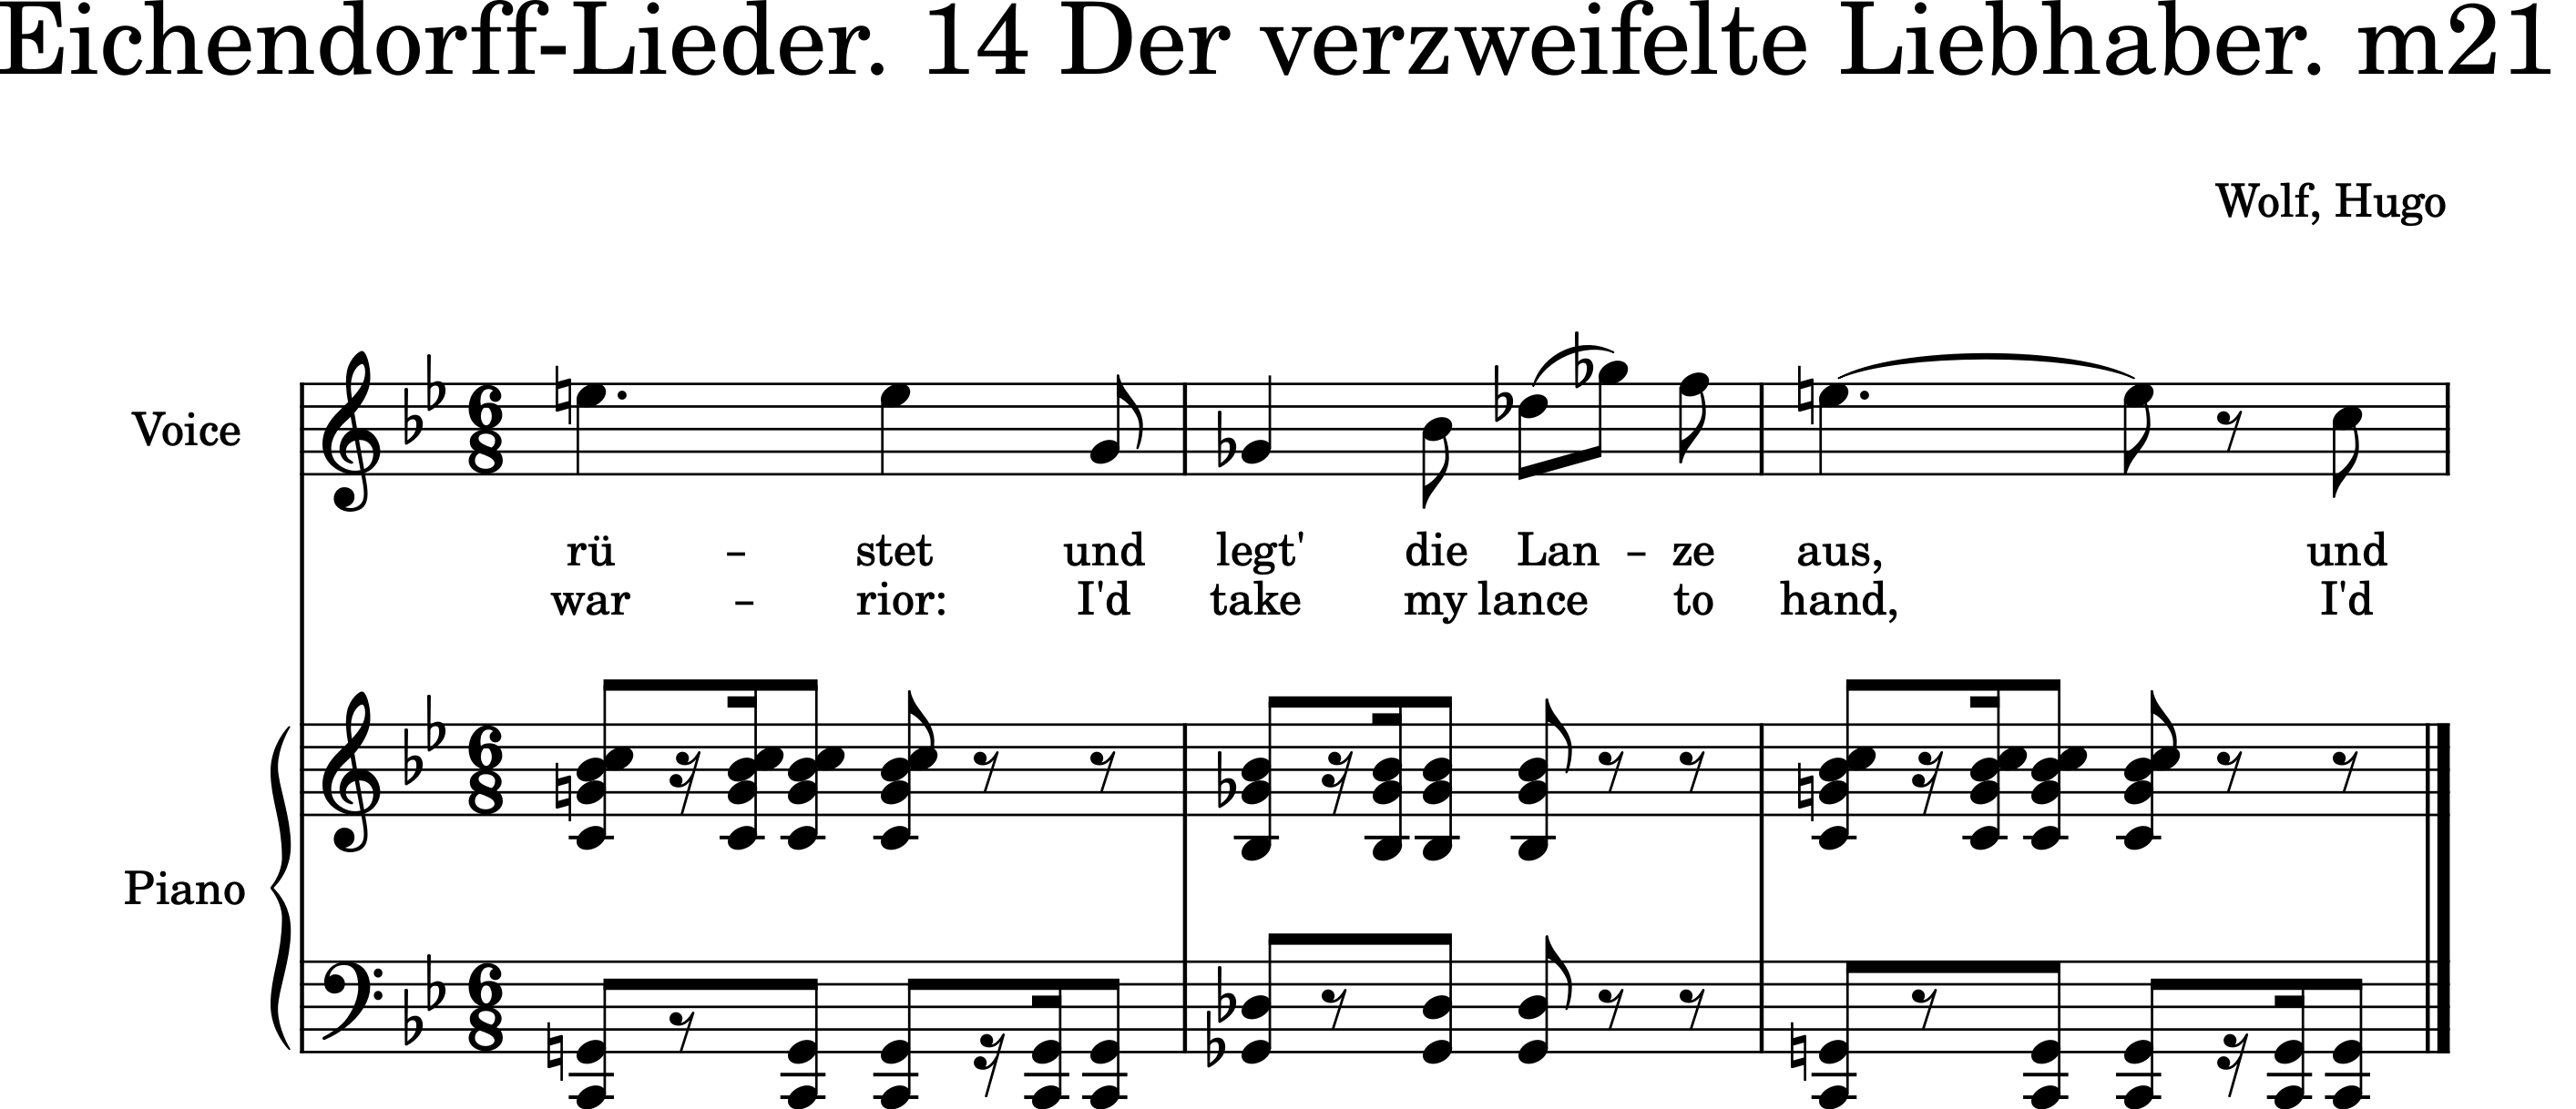 Eichendorff-Lieder. 14 Der verzweifelte Liebhaber. m21
Wolf, Hugo
Voice
rü – stet und legt' die Lan – ze aus, und
war – rior: I'd take my lance to hand, I'd
Piano